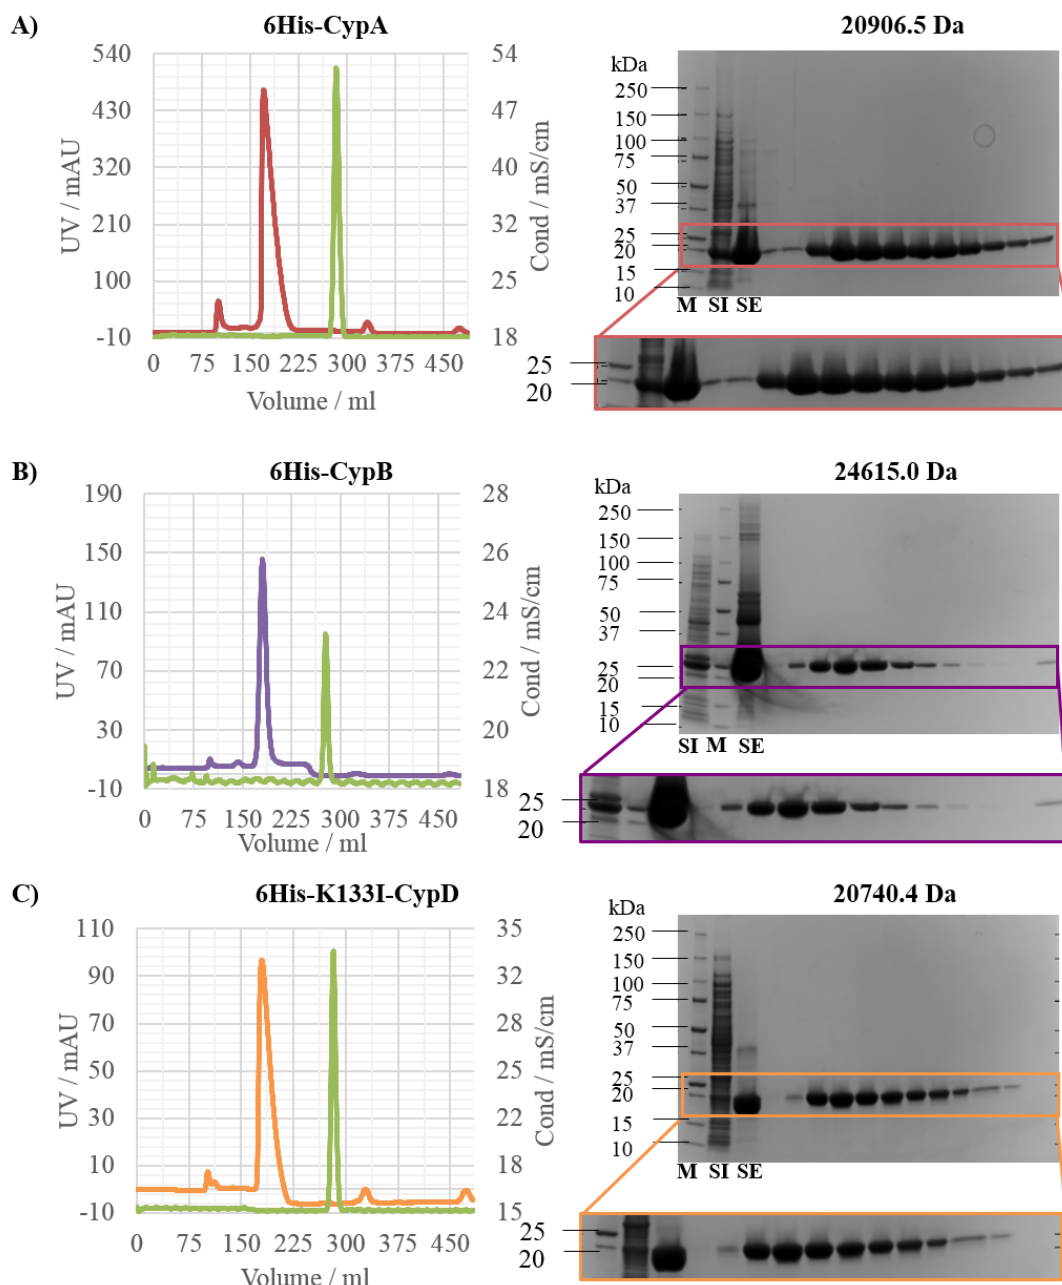 A)
6His-CypA
20906.5 Da
540
430
320
210
100
-10
UV / mAU
54
47
40
32
25
18
Cond / mS/cm
0 75 150 225 300 375 450
Volume / ml
kDa
250
150
100
75
50
37
25
20
15
10
M SI SE
25
20
B)
6His-CypB
24615.0 Da
190
150
110
70
30
-10
UV / mAU
28
26
24
22
20
18
Cond / mS/cm
0 75 150 225 300 375 450
Volume / ml
kDa
250
150
100
75
50
37
25
20
15
10
SI M SE
25
20
C)
6His-K133I-CypD
20740.4 Da
110
90
70
50
30
10
-10
UV / mAU
35
32
28
25
22
18
15
Cond / mS/cm
0 75 150 225 300 375 450
Volume / ml
kDa
250
150
100
75
50
37
25
20
15
10
M SI SE
25
20